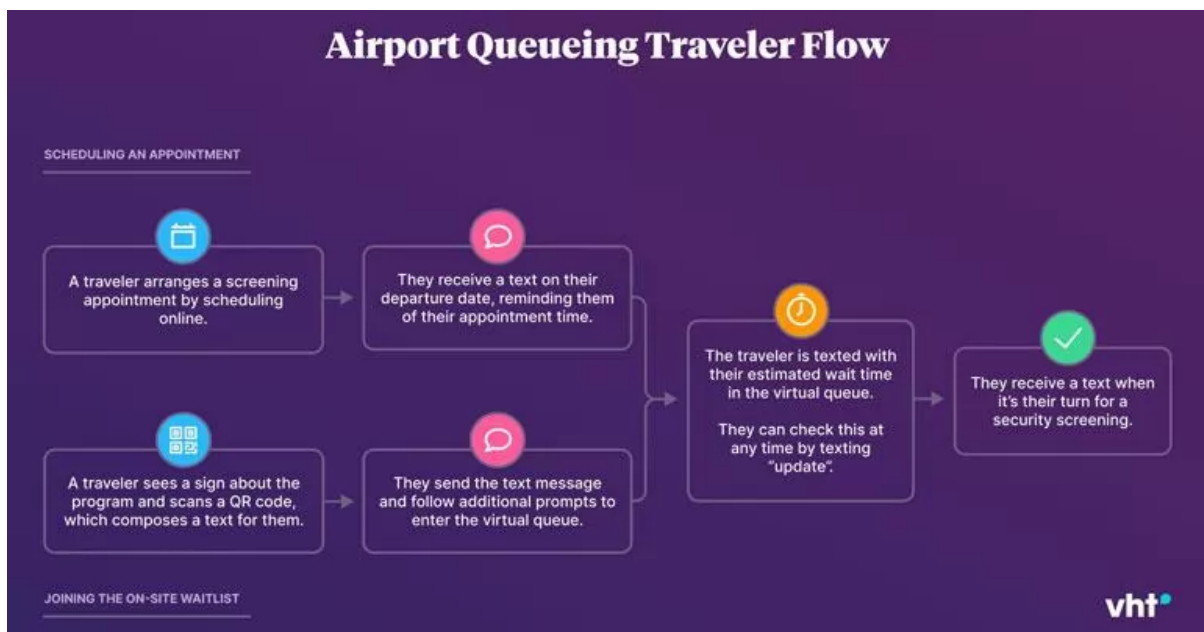 Airport Queueing Traveler Flow
SCHEDULING AN APPOINTMENT
A traveler arranges a screening
appointment by scheduling
online.
They receive a text on their
departure date, reminding them
of their appointment time.
A traveler sees a sign about the
program and scans a QR code,
which composes a text for them.
They send the text message
and follow additional prompts to
enter the virtual queue.
The traveler is texted with
their estimated wait time
in the virtual queue.
They can check this at
any time by texting
“update”.
They receive a text when
it’s their turn for a
security screening.
JOINING THE ON-SITE WAITLIST
vht